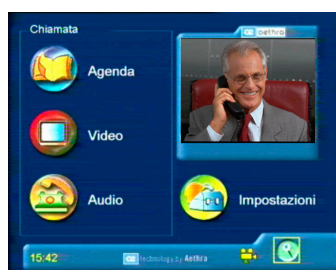 Chiamata
aethra
Agenda
Video
Audio
Impostazioni
15:42
technology by Aethra